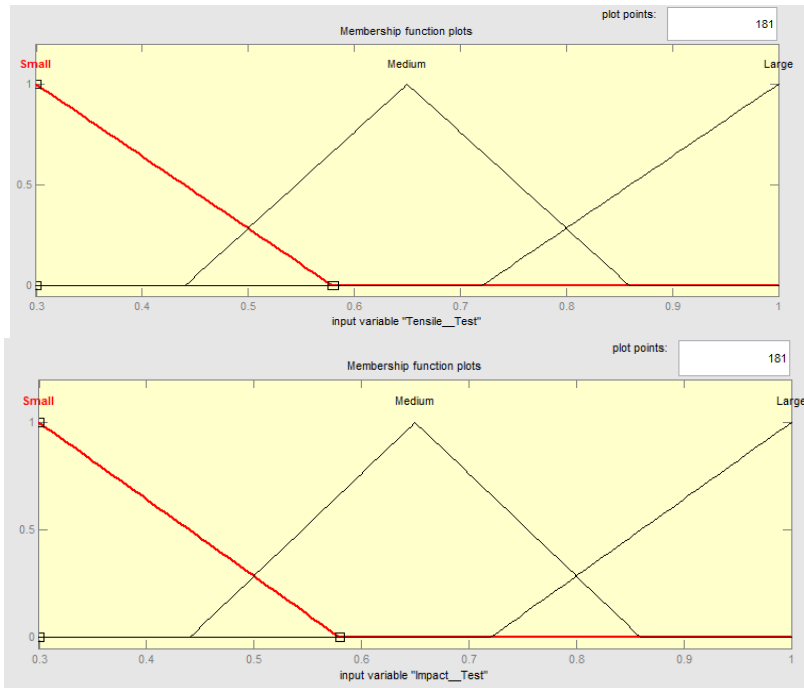 plot points: 181
Membership function plots
Small Medium Large
1
0.5
0
0.3 0.4 0.5 0.6 0.7 0.8 0.9 1
input variable "Tensile__Test"
plot points: 181
Membership function plots
Small Medium Large
1
0.5
0
0.3 0.4 0.5 0.6 0.7 0.8 0.9 1
input variable "Impact__Test"